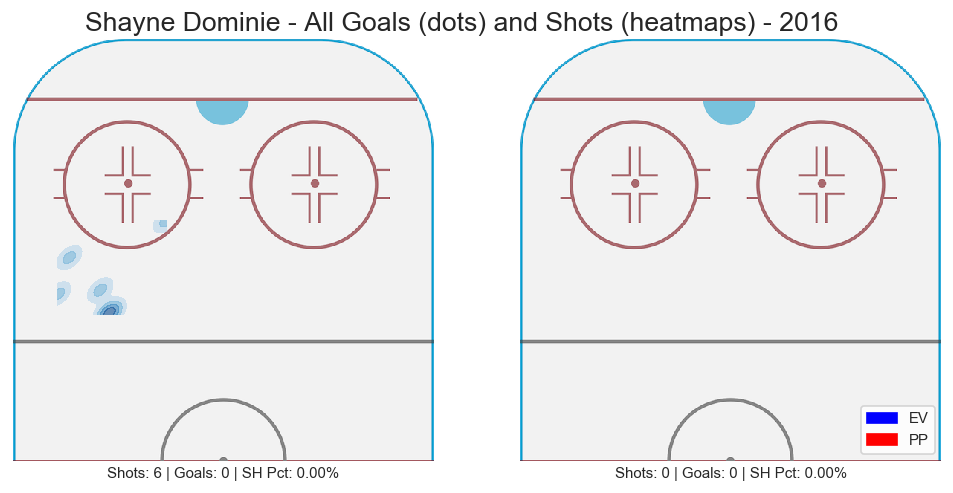 Shayne Dominie - All Goals (dots) and Shots (heatmaps) - 2016
EV
PP
Shots: 6 | Goals: 0 | SH Pct: 0.00%
Shots: 0 | Goals: 0 | SH Pct: 0.00%